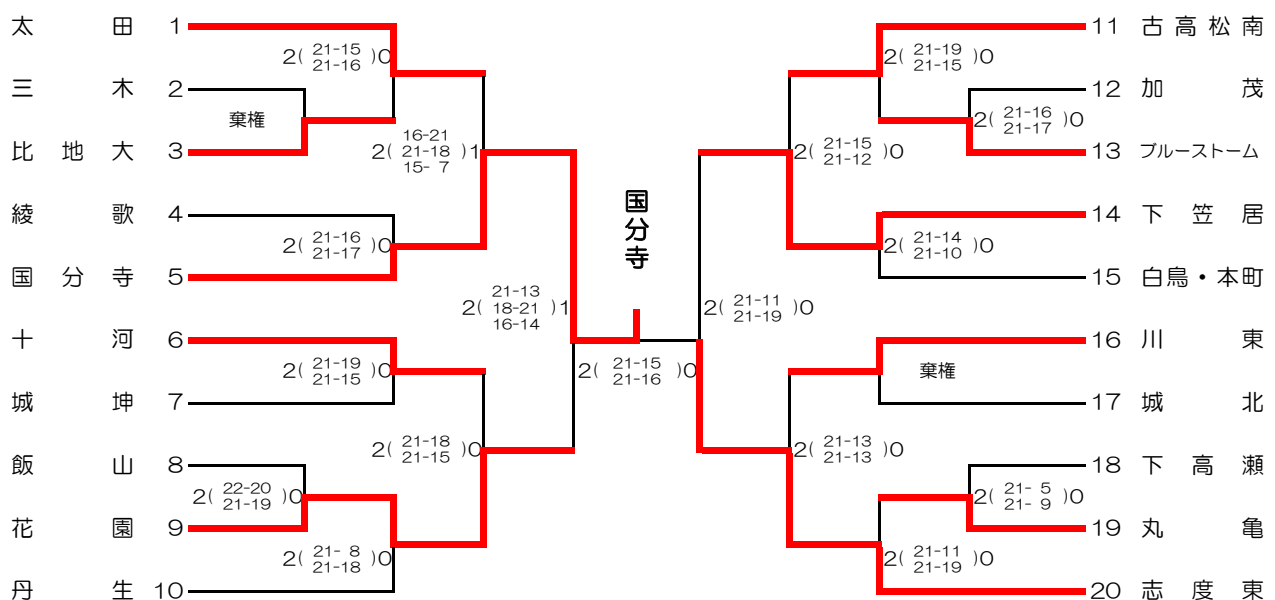 太田 1
2( 21-15 )0
21-16
三木 2
棄権
比地大 3
16-21
2( 21-18 )1
15- 7
綾歌 4
2( 21-16 )0
21-17
国分寺 5
21-13
2( 18-21 )1
16-14
十河 6
2( 21-19 )0
21-15
城坤 7
2( 21-18 )0
21-15
飯山 8
2( 22-20 )0
21-19
花園 9
2( 21- 8 )0
21-18
丹生 10
国分寺
2( 21-15 )0
21-16
11 古高松南
2( 21-19 )0
21-15
12 加茂
2( 21-16 )0
21-17
13 ブルーストーム
2( 21-15 )0
21-12
14 下笠居
2( 21-14 )0
21-10
15 白鳥・本町
2( 21-11 )0
21-19
16 川東
棄権
17 城北
2( 21-13 )0
21-13
18 下高瀬
2( 21- 5 )0
21- 9
19 丸亀
2( 21-11 )0
21-19
20 志度東